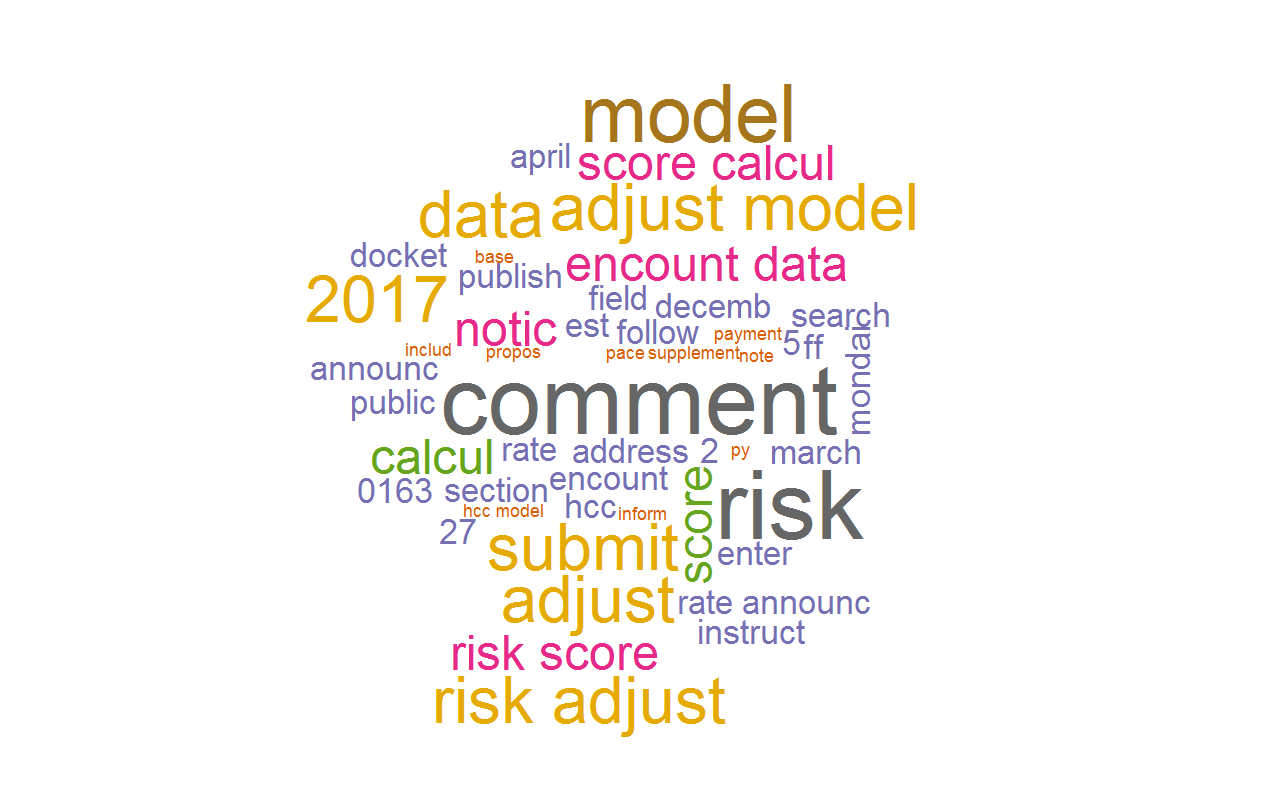 model
april score calcul
data adjust model
docket base encount data
publish
2017 field decemb search
notic est follow payment 5 ff
includ propos pace supplement note
announc mondai
public comment
calcul rate address 2 py march
0163 section encount score risk
hcc model hcc inform
27 submit enter
adjust rate announc
instruct
risk score
risk adjust